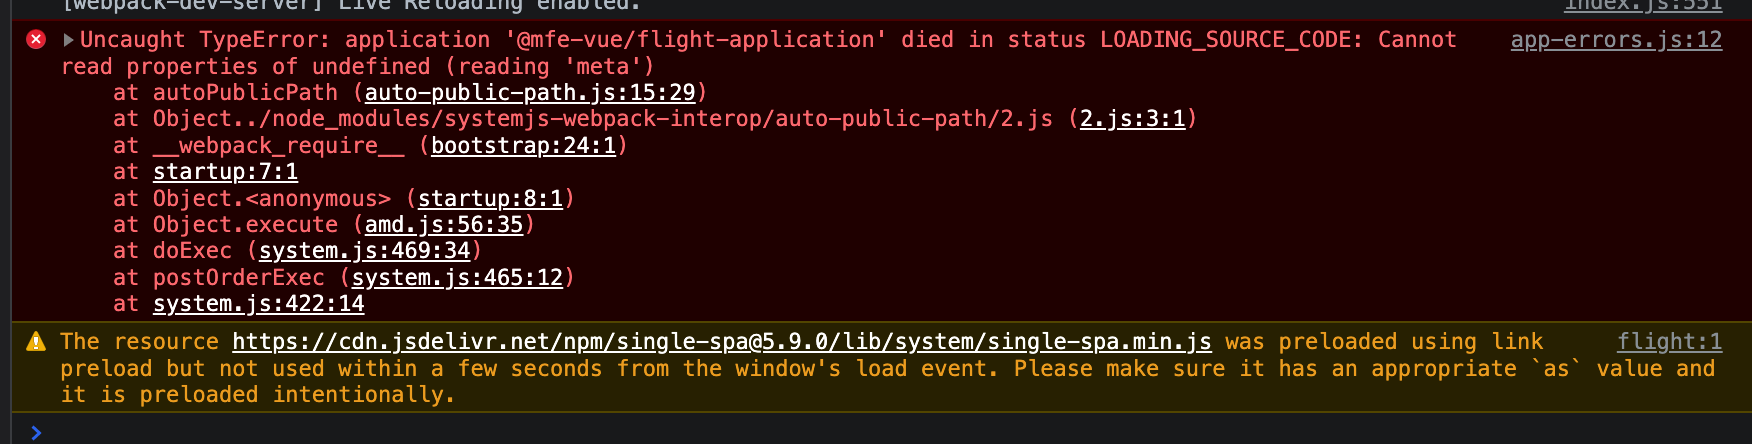 [webpack-dev-server] Live Reloading enabled. index.js:551
Uncaught TypeError: application '@mfe-vue/flight-application' died in status LOADING_SOURCE_CODE: Cannot app-errors.js:12
read properties of undefined (reading 'meta')
at autoPublicPath (auto-public-path.js:15:29)
at Object../node_modules/systemjs-webpack-interop/auto-public-path/2.js (2.js:3:1)
at __webpack_require__ (bootstrap:24:1)
at startup:7:1
at Object.<anonymous> (startup:8:1)
at Object.execute (amd.js:56:35)
at doExec (system.js:469:34)
at postOrderExec (system.js:465:12)
at system.js:422:14
The resource https://cdn.jsdelivr.net/npm/single-spa@5.9.0/lib/system/single-spa.min.js was preloaded using link flight:1
preload but not used within a few seconds from the window's load event. Please make sure it has an appropriate `as` value and
it is preloaded intentionally.